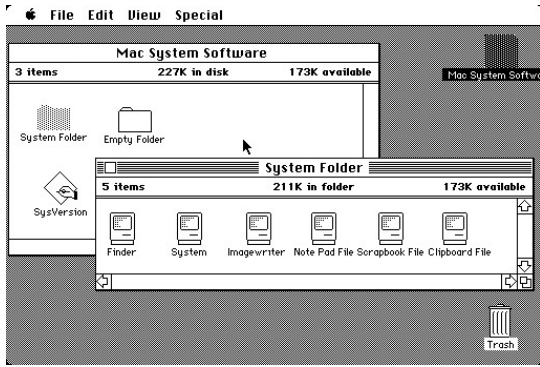 File Edit View Special
Mac System Software
3 items 227K in disk 173K available
System Folder Empty Folder
SysVersion
Mac System Softw
System Folder
5 items 211K in folder 173K available
Finder System Imagewriter Note Pad File Scrapbook File Clipboard File
Trash